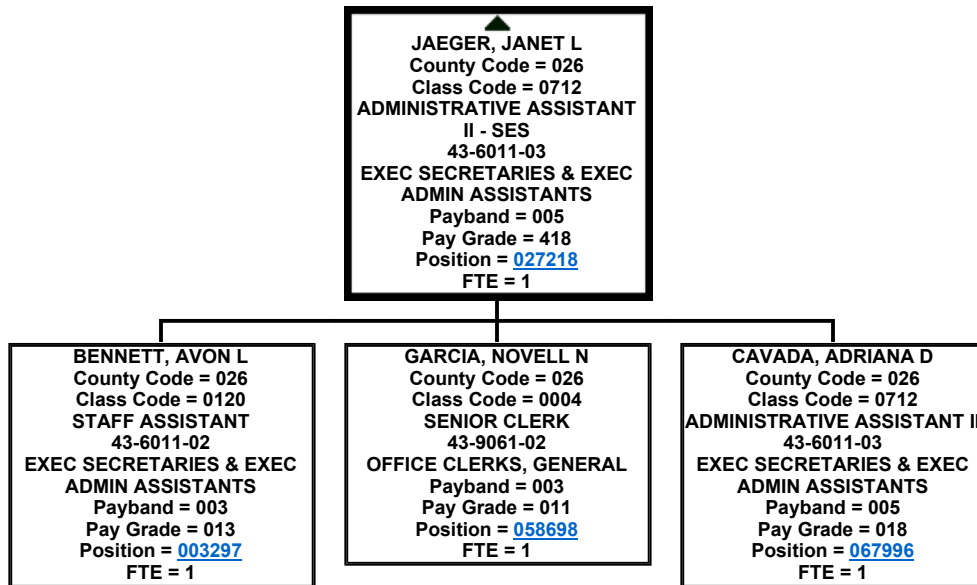 JAEGER, JANET L
County Code = 026
Class Code = 0712
ADMINISTRATIVE ASSISTANT
II - SES
43-6011-03
EXEC SECRETARIES & EXEC
ADMIN ASSISTANTS
Payband = 005
Pay Grade = 418
Position = 027218
FTE = 1
BENNETT, AVON L
County Code = 026
Class Code = 0120
STAFF ASSISTANT
43-6011-02
EXEC SECRETARIES & EXEC
ADMIN ASSISTANTS
Payband = 003
Pay Grade = 013
Position = 003297
FTE = 1
GARCIA, NOVELL N
County Code = 026
Class Code = 0004
SENIOR CLERK
43-9061-02
OFFICE CLERKS, GENERAL
Payband = 003
Pay Grade = 011
Position = 058698
FTE = 1
CAVADA, ADRIANA D
County Code = 026
Class Code = 0712
ADMINISTRATIVE ASSISTANT II
43-6011-03
EXEC SECRETARIES & EXEC
ADMIN ASSISTANTS
Payband = 005
Pay Grade = 018
Position = 067996
FTE = 1